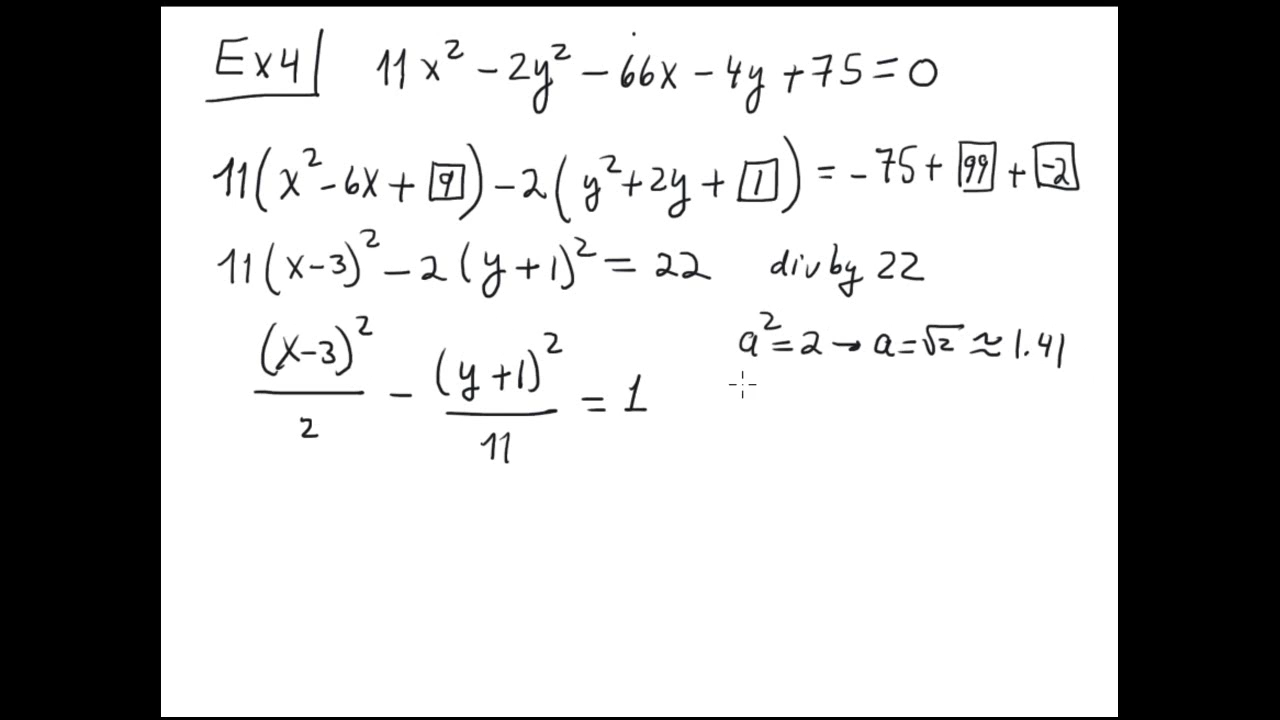 Ex4 11x² − 2y² − 66x − 4y + 75 = 0
11(x² − 6x + 9) − 2(y² + 2y + 1) = −75 + 99 + −2
11(x−3)² − 2(y+1)² = 22 div by 22
(x−3)²/2 − (y+1)²/11 = 1
a² = 2 → a = √2 ≈ 1.41